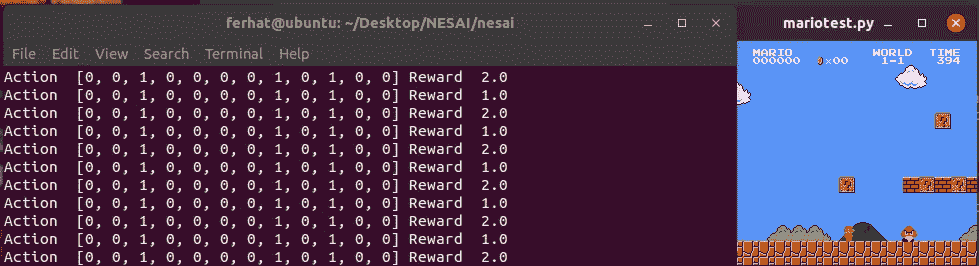 ferhat@ubuntu: ~/Desktop/NESAI/nesai
File Edit View Search Terminal Help
Action [0, 0, 1, 0, 0, 0, 0, 1, 0, 1, 0, 0] Reward 2.0
Action [0, 0, 1, 0, 0, 0, 0, 1, 0, 1, 0, 0] Reward 1.0
Action [0, 0, 1, 0, 0, 0, 0, 1, 0, 1, 0, 0] Reward 2.0
Action [0, 0, 1, 0, 0, 0, 0, 1, 0, 1, 0, 0] Reward 1.0
Action [0, 0, 1, 0, 0, 0, 0, 1, 0, 1, 0, 0] Reward 2.0
Action [0, 0, 1, 0, 0, 0, 0, 1, 0, 1, 0, 0] Reward 1.0
Action [0, 0, 1, 0, 0, 0, 0, 1, 0, 1, 0, 0] Reward 2.0
Action [0, 0, 1, 0, 0, 0, 0, 1, 0, 1, 0, 0] Reward 1.0
Action [0, 0, 1, 0, 0, 0, 0, 1, 0, 1, 0, 0] Reward 2.0
Action [0, 0, 1, 0, 0, 0, 0, 1, 0, 1, 0, 0] Reward 1.0
Action [0, 0, 1, 0, 0, 0, 0, 1, 0, 1, 0, 0] Reward 2.0
mariotest.py
MARIO WORLD TIME
000000 ×00 1-1 394
? 
?
? ?